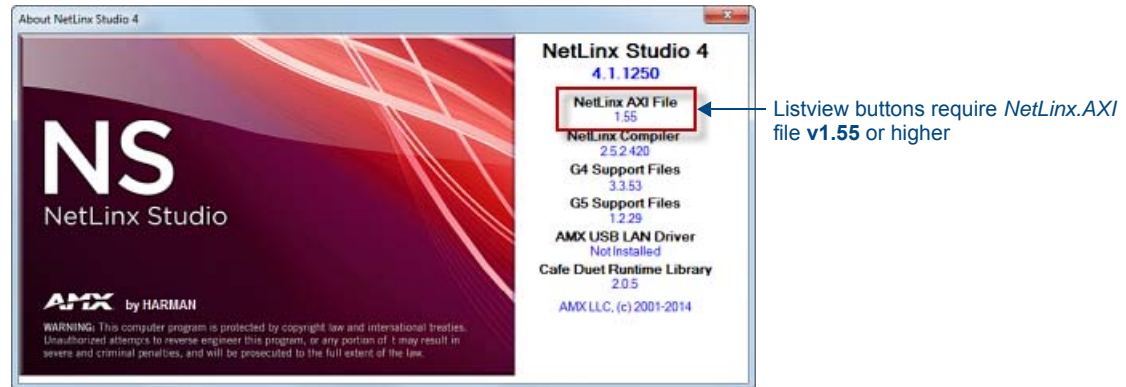 About NetLinx Studio 4
NS
NetLinx Studio
AMX by HARMAN
WARNING: This computer program is protected by copyright law and international treaties.
Unauthorized attempts to reverse engineer this program, or any portion of it may result in
severe and criminal penalties, and will be prosecuted to the full extent of the law.
NetLinx Studio 4
4.1.1250
NetLinx AXI File
1.55
NetLinx Compiler
2.5.2.420
G4 Support Files
3.3.53
G5 Support Files
1.2.29
AMX USB LAN Driver
Not Installed
Cafe Duet Runtime Library
2.0.5
AMX LLC, (c) 2001-2014
Listview buttons require NetLinx.AXI
file v1.55 or higher